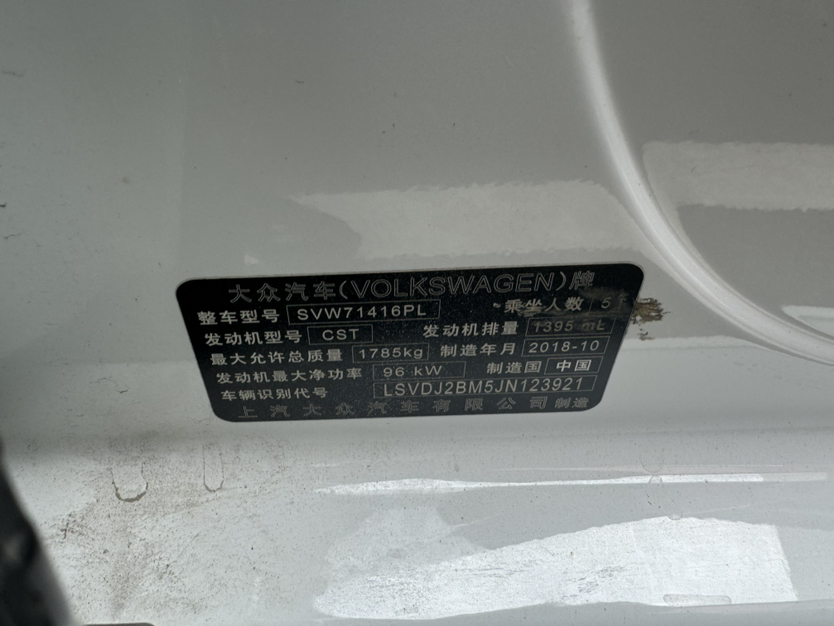 大众汽车(VOLKSWAGEN)牌
整车型号 SVW71416PL 乘坐人数 5
发动机型号 CST 发动机排量 1395 mL
最大允许总质量 1785kg 制造年月 2018-10
发动机最大净功率 96 kW 制造国 中国
车辆识别代号 LSVDJ2BM5JN123921
上汽大众汽车有限公司制造